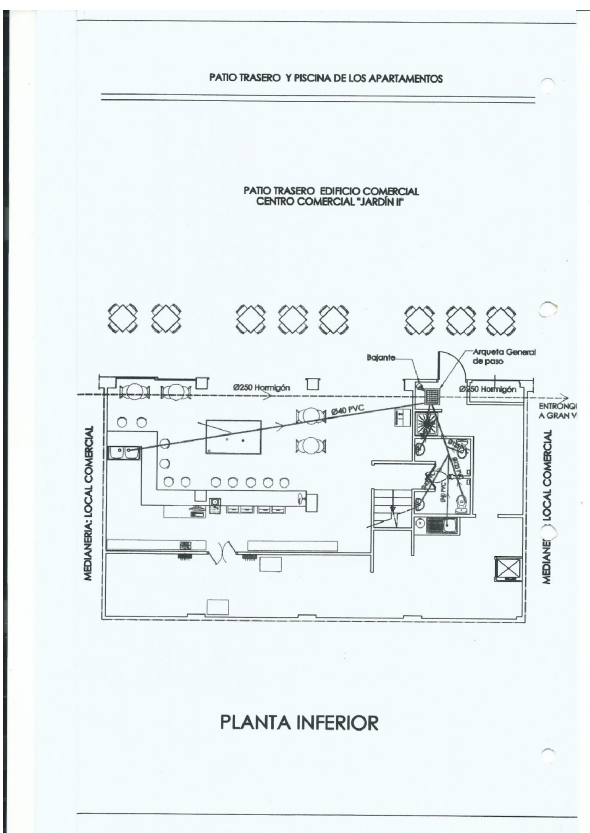 PATIO TRASERO Y PISCINA DE LOS APARTAMENTOS
PATIO TRASERO EDIFICIO COMERCIAL
CENTRO COMERCIAL "JARDÍN II"
Bajante
Arqueta General
de paso
Ø250 Hormigón
Ø250 Hormigón
ENTRONQU
A GRAN V
Ø40 PVC
MEDIANERIA: LOCAL COMERCIAL
MEDIANE LOCAL COMERCIAL
PLANTA INFERIOR